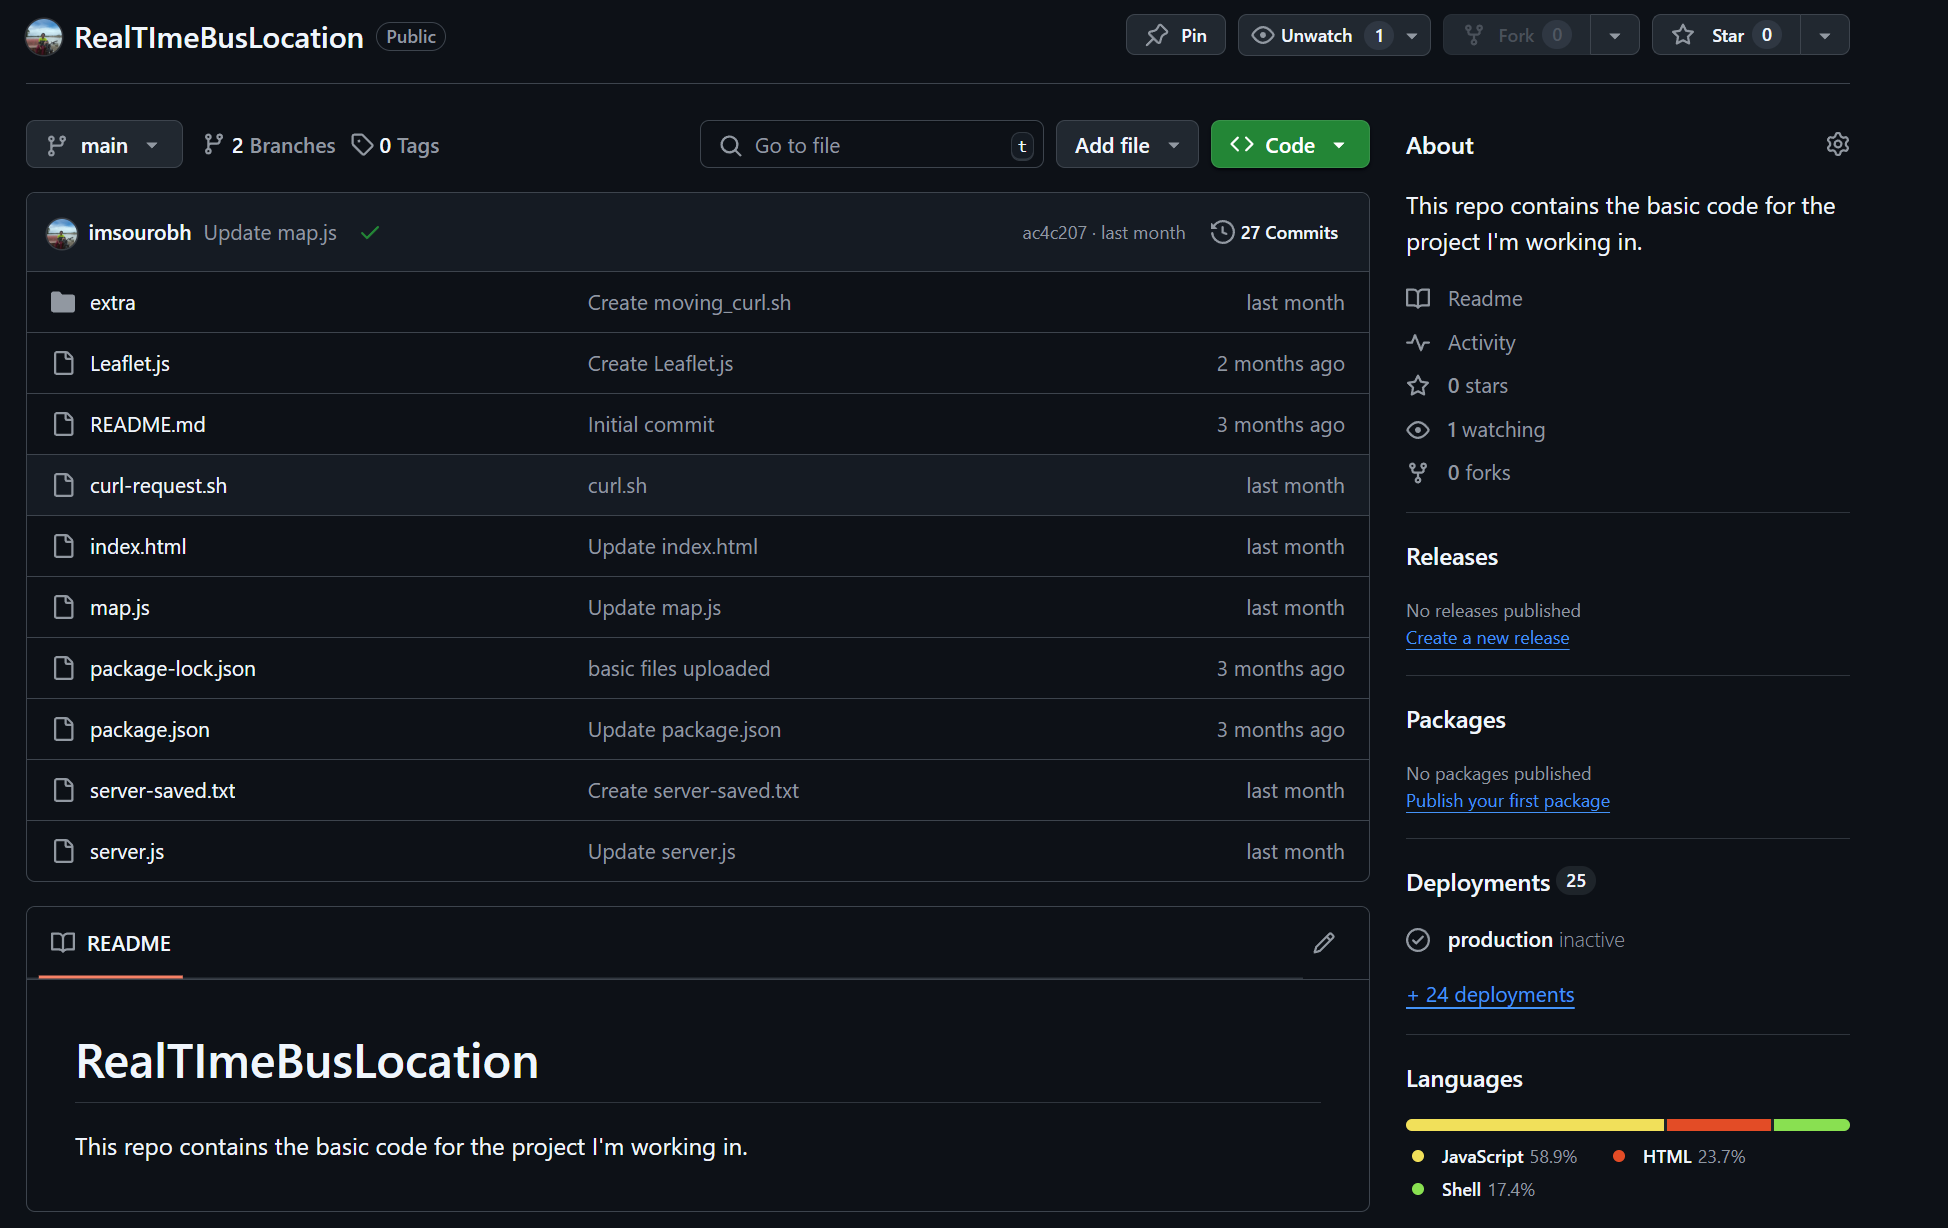 RealTImeBusLocation Public Pin Unwatch 1 Fork 0 Star 0
main 2 Branches 0 Tags Go to file t Add file Code
imsourobh Update map.js ac4c207 · last month 27 Commits
extra Create moving_curl.sh last month
Leaflet.js Create Leaflet.js 2 months ago
README.md Initial commit 3 months ago
curl-request.sh curl.sh last month
index.html Update index.html last month
map.js Update map.js last month
package-lock.json basic files uploaded 3 months ago
package.json Update package.json 3 months ago
server-saved.txt Create server-saved.txt last month
server.js Update server.js last month
README
RealTImeBusLocation
This repo contains the basic code for the project I'm working in.
About
This repo contains the basic code for the
project I'm working in.
Readme
Activity
0 stars
1 watching
0 forks
Releases
No releases published
Create a new release
Packages
No packages published
Publish your first package
Deployments 25
production inactive
+ 24 deployments
Languages
JavaScript 58.9% HTML 23.7%
Shell 17.4%